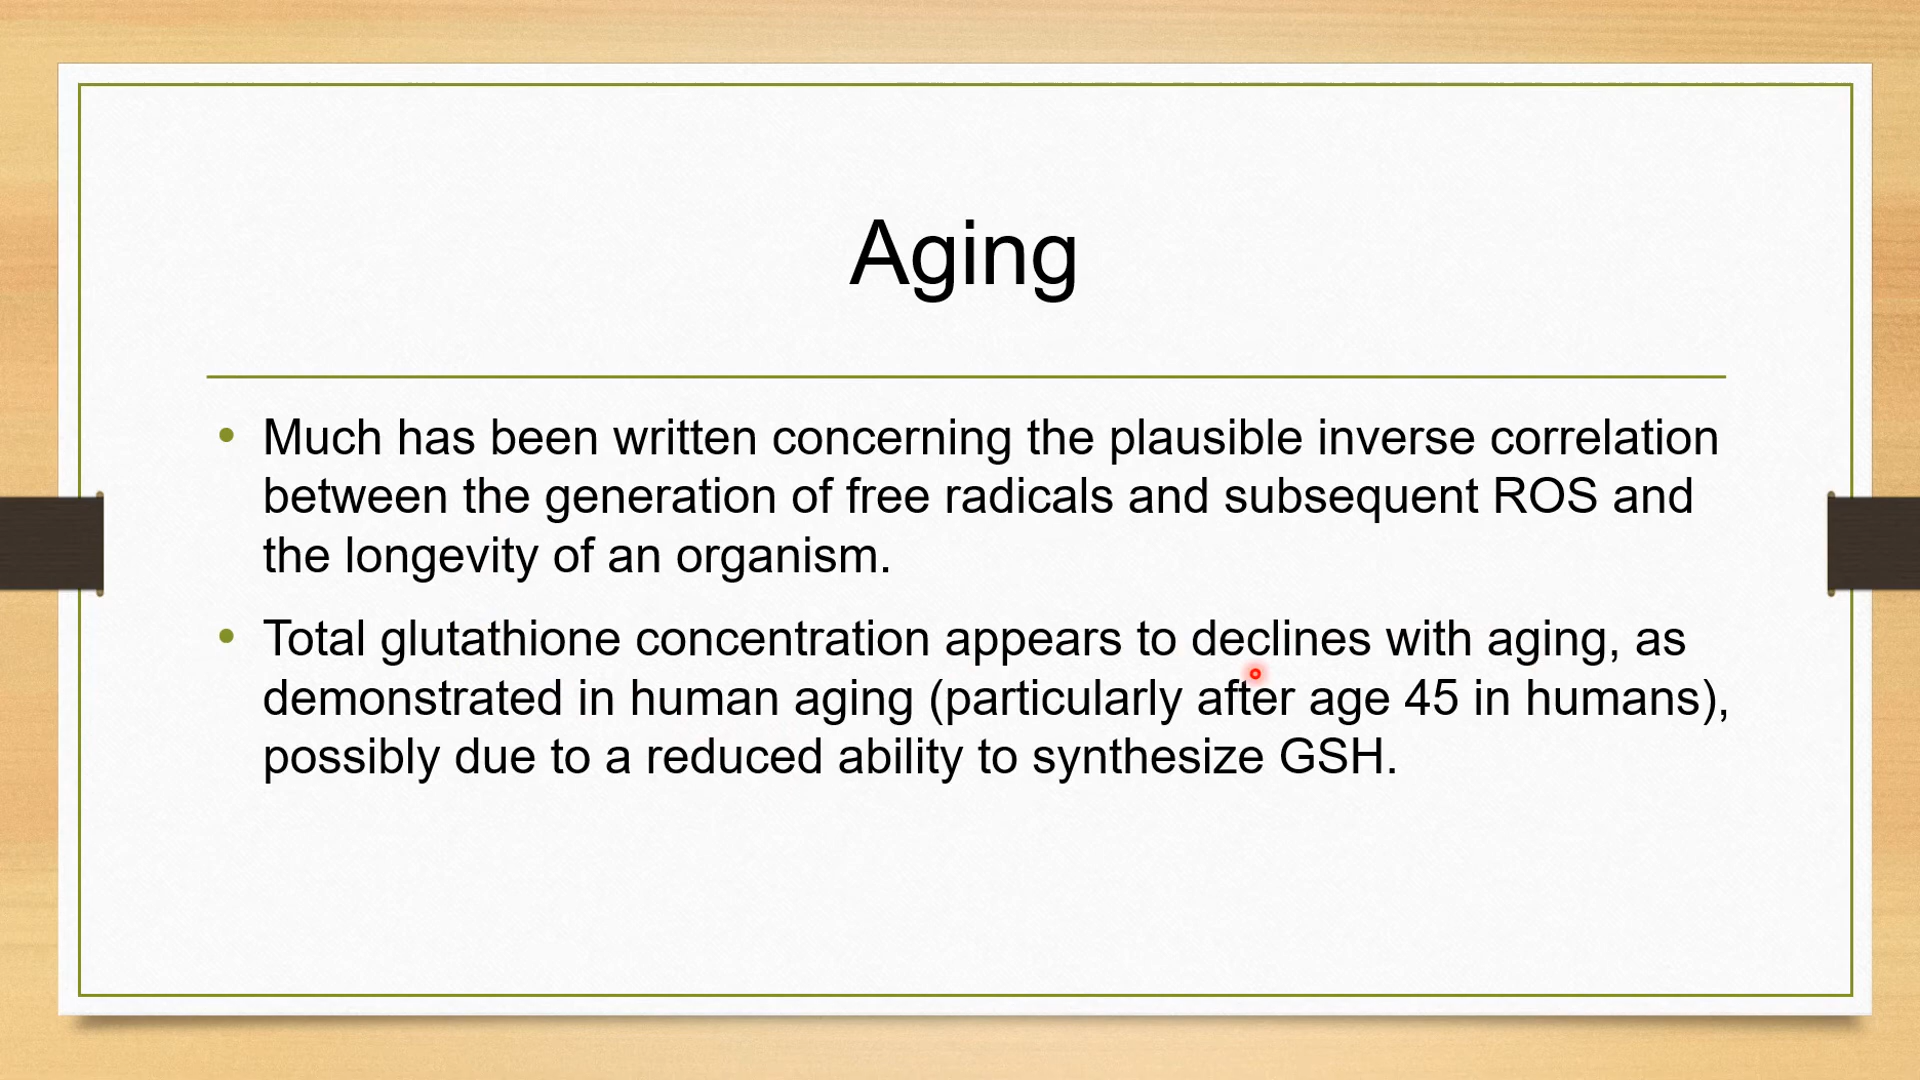 Aging
• Much has been written concerning the plausible inverse correlation
between the generation of free radicals and subsequent ROS and
the longevity of an organism.
• Total glutathione concentration appears to declines with aging, as
demonstrated in human aging (particularly after age 45 in humans),
possibly due to a reduced ability to synthesize GSH.